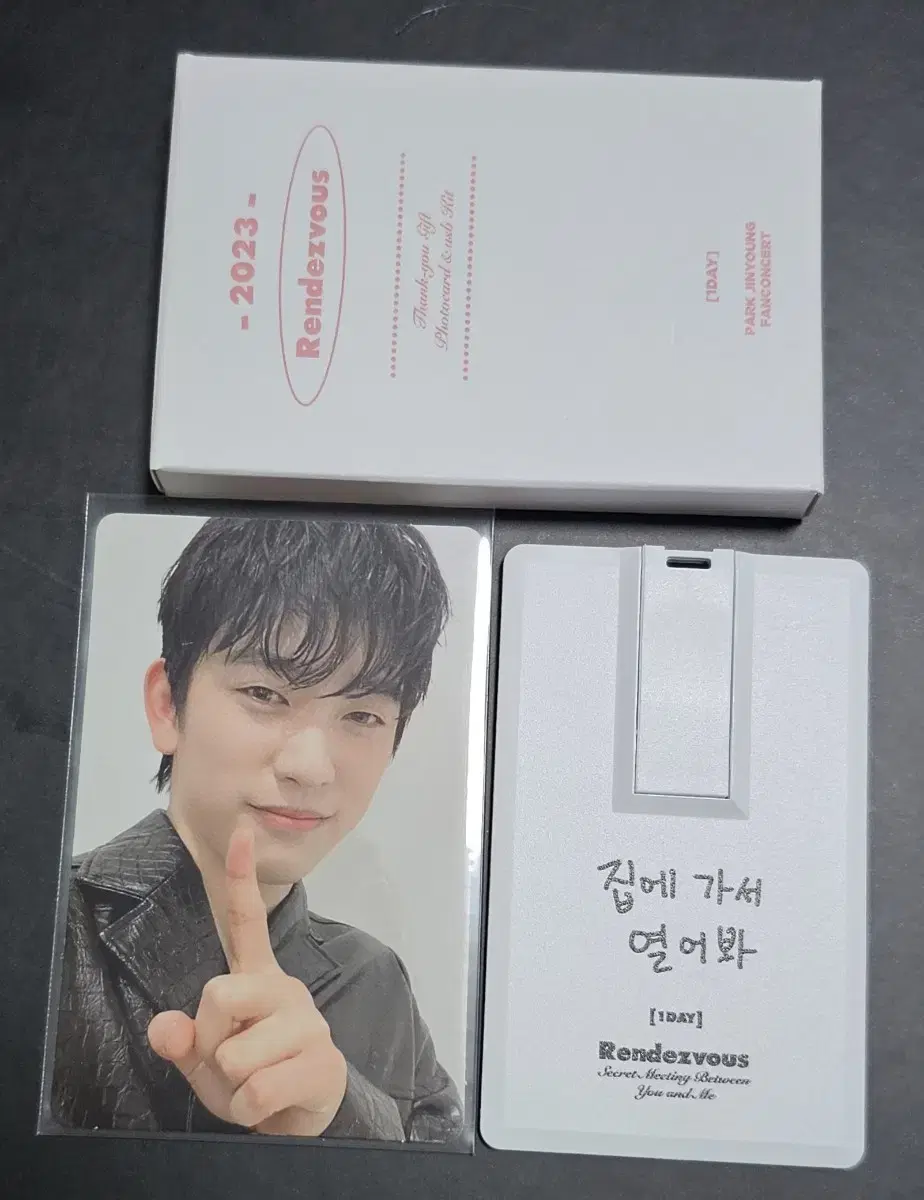 - 2023 -
Rendezvous
Thank-you Gift
Photocard & usb Kit
[1DAY]
PARK JINYOUNG
FANCONCERT
집에 가서
열어봐
[1DAY]
Rendezvous
Secret Meeting Between
You and Me